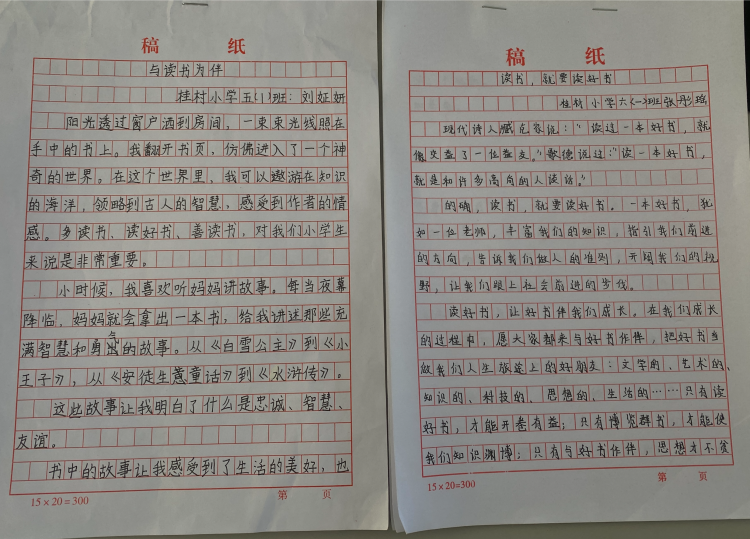 稿 纸
与读书为伴
桂村小学五(1)班：刘姃妍
阳光透过窗户洒到房间，一束束光线照在
手中的书上。我翻开书页，仿佛进入了一个神
奇的世界。在这个世界里、我可以遨游在知识
的海洋，领略到古人的智慧，感受到作者的情
感。多读书、读好书、善读书，对我们小学生
来说是非常重要。
小时候，我喜欢听妈妈讲故事。每当夜幕
降临，妈妈就会拿出一本书，给我讲述那些充
满智慧和勇气的故事。从《白雪公主》到《小
王子》，从《安徒生童话》到《水浒传》。
这些故事让我明白了什么是忠诚、智慧、
友谊。
书中的故事让我感受到了生活的美好，也
15×20=300
第 页
稿 纸
读书，就要读好书
桂村小学六(一)班张彤瑶
现代诗人臧克家说：“读过一本好书，就
像交益了一位益友。”歌德说过：“读一本好书，
就是和许多高尚的人谈话。”
的确，读书，就要读好书。一本好书，犹
如一位老师，丰富我们的知识，指引我们前进
的方向，告诉我们做人的准则，开阔我们的视
野，让我们跟上社会前进的步伐。
读好书，让好书伴我们成长。在我们成长
的过程中，愿大家都来与好书作伴，把好书当
做我们人生旅途上的好朋友：文学的、艺术的、
知识的、科技的、思想的、生活的……只有读
好书，才能开卷有益；只有博览群书，才能使
我们知识渊博；只有与好书作伴，思想才不贫
15×20=300
第 页